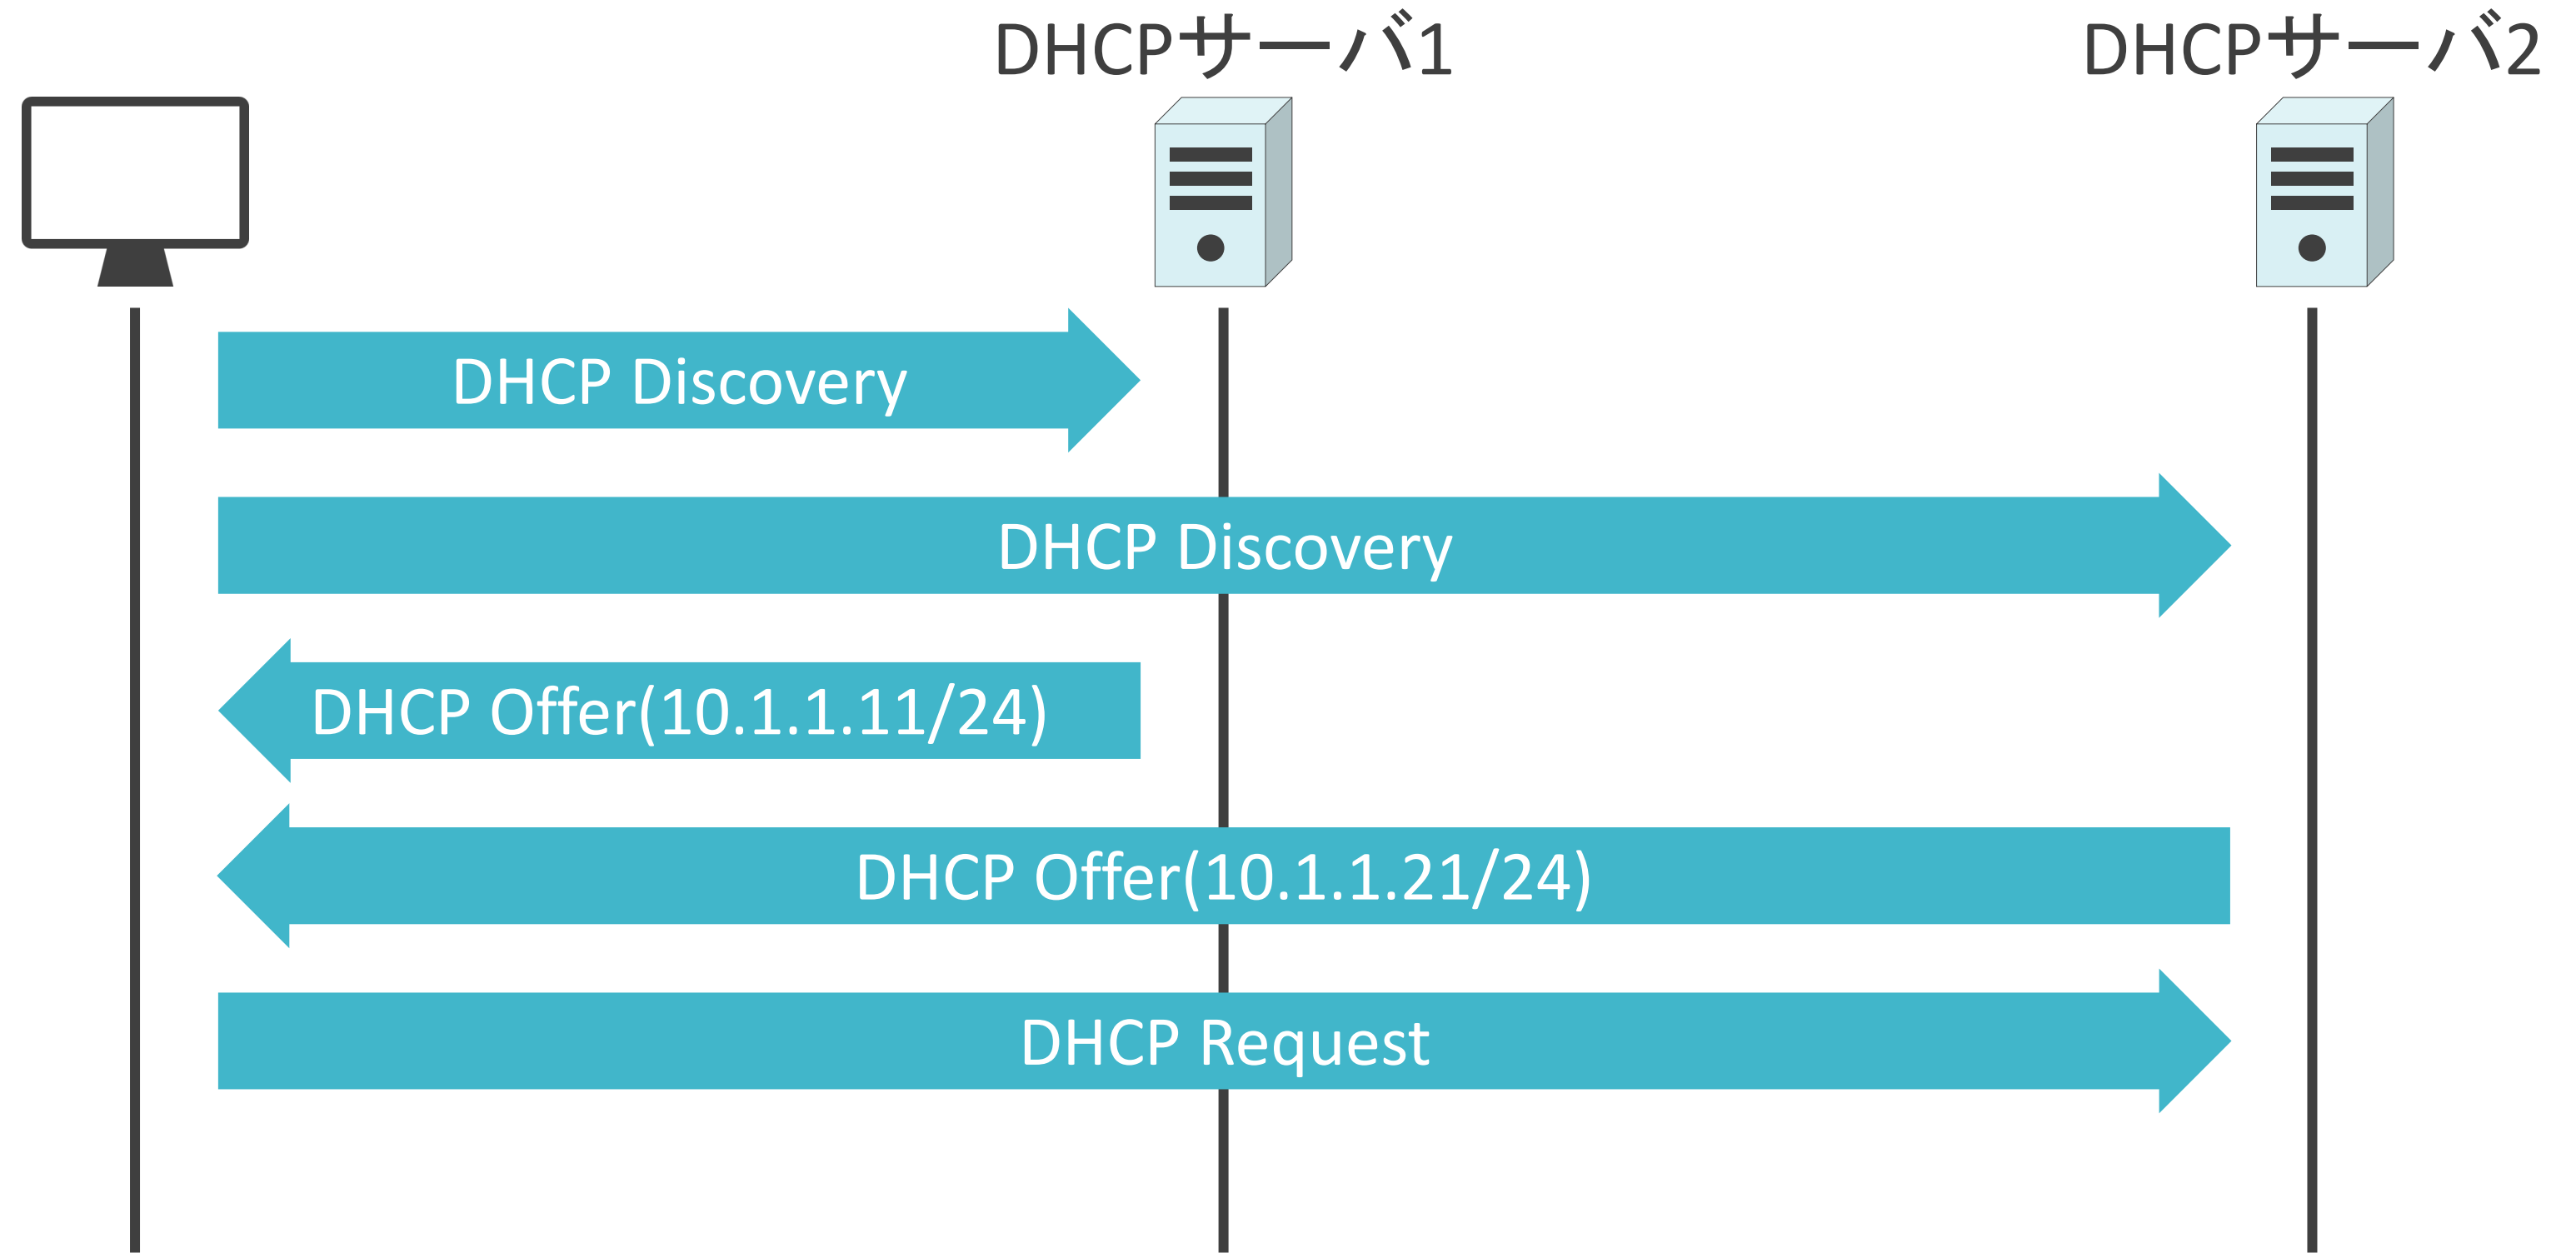 DHCPサーバ1
DHCPサーバ2
DHCP Discovery
DHCP Discovery
DHCP Offer(10.1.1.11/24)
DHCP Offer(10.1.1.21/24)
DHCP Request